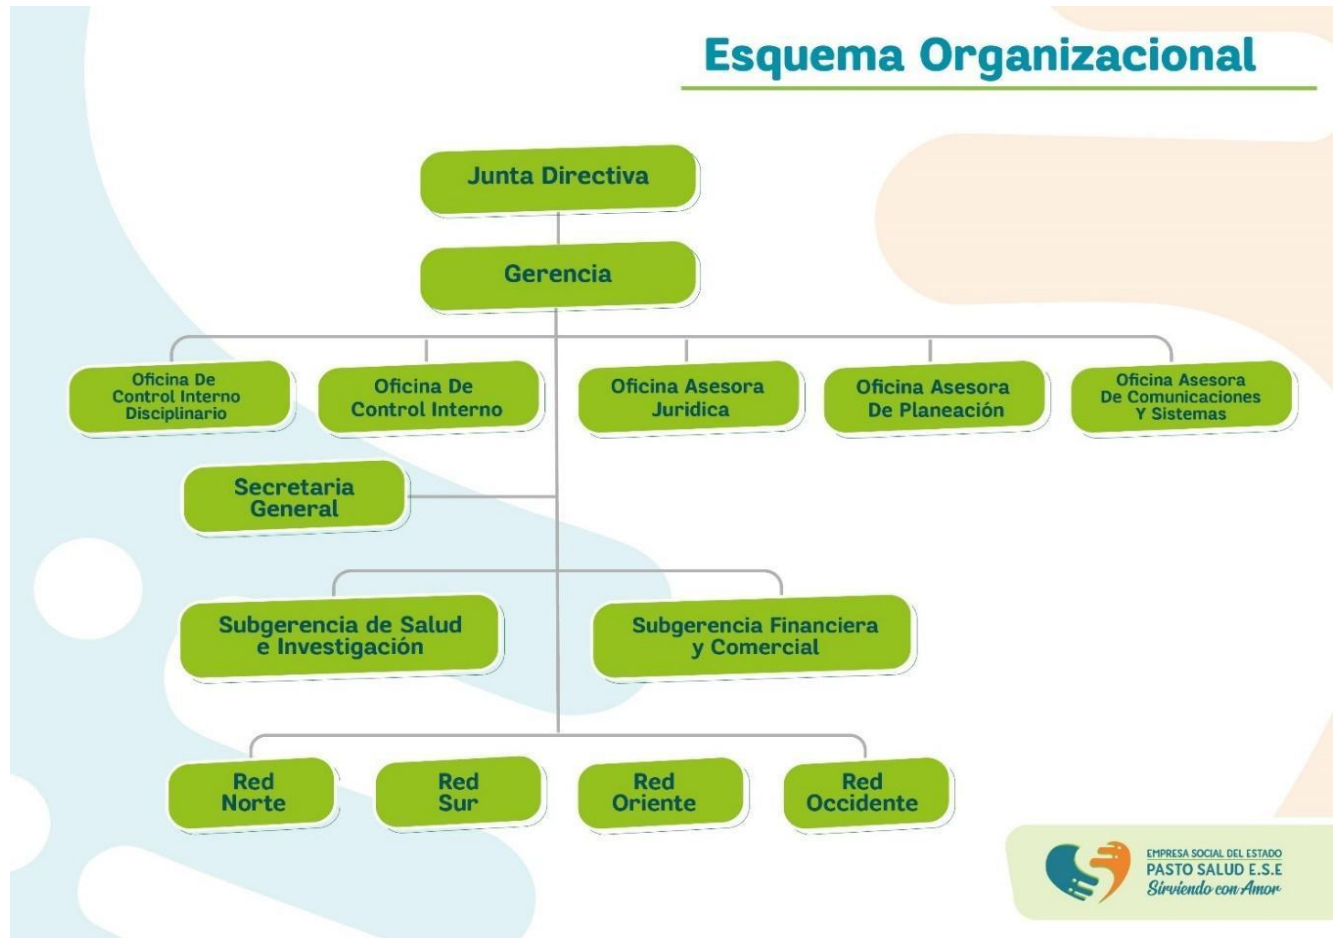 Esquema Organizacional
Junta Directiva
Gerencia
Oficina De
Control Interno
Disciplinario
Oficina De
Control Interno
Oficina Asesora
Juridica
Oficina Asesora
De Planeación
Oficina Asesora
De Comunicaciones
Y Sistemas
Secretaria
General
Subgerencia de Salud
e Investigación
Subgerencia Financiera
y Comercial
Red
Norte
Red
Sur
Red
Oriente
Red
Occidente
EMPRESA SOCIAL DEL ESTADO
PASTO SALUD E.S.E
Sirviendo con Amor